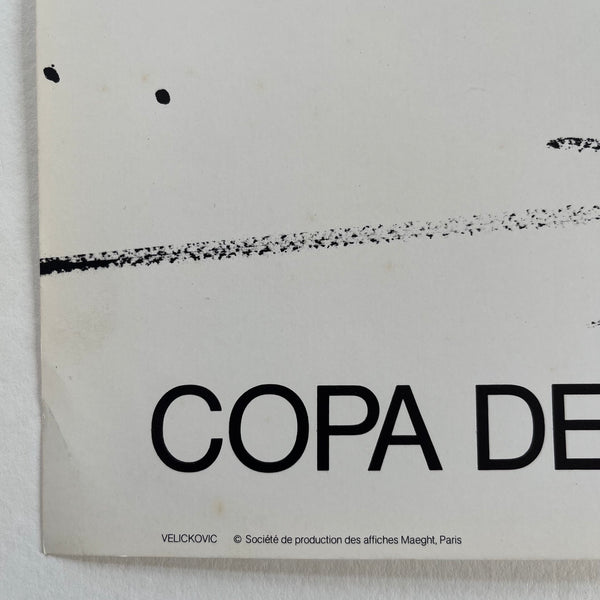 COPA DE
VELICKOVIC © Société de production des affiches Maeght, Paris